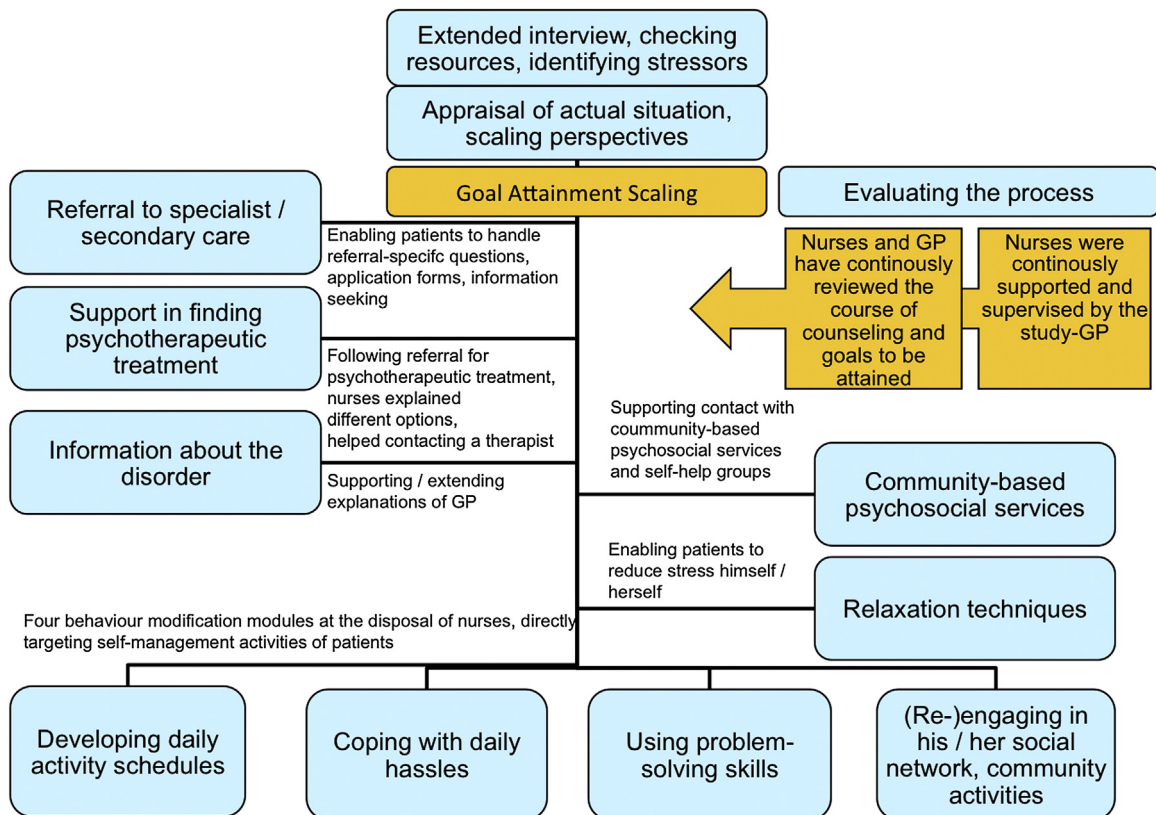 Extended interview, checking
resources, identifying stressors
Appraisal of actual situation,
scaling perspectives
Goal Attainment Scaling
Evaluating the process
Nurses and GP
have continously
reviewed the
course of
counseling and
goals to be
attained
Nurses were
continously
supported and
supervised by the
study-GP
Referral to specialist /
secondary care
Enabling patients to handle
referral-specifc questions,
application forms, information
seeking
Support in finding
psychotherapeutic
treatment
Following referral for
psychotherapeutic treatment,
nurses explained
different options,
helped contacting a therapist
Information about the
disorder
Supporting / extending
explanations of GP
Supporting contact with
coummunity-based
psychosocial services
and self-help groups
Community-based
psychosocial services
Enabling patients to
reduce stress himself /
herself
Relaxation techniques
Four behaviour modification modules at the disposal of nurses, directly
targeting self-management activities of patients
Developing daily
activity schedules
Coping with daily
hassles
Using problem-
solving skills
(Re-)engaging in
his / her social
network, community
activities